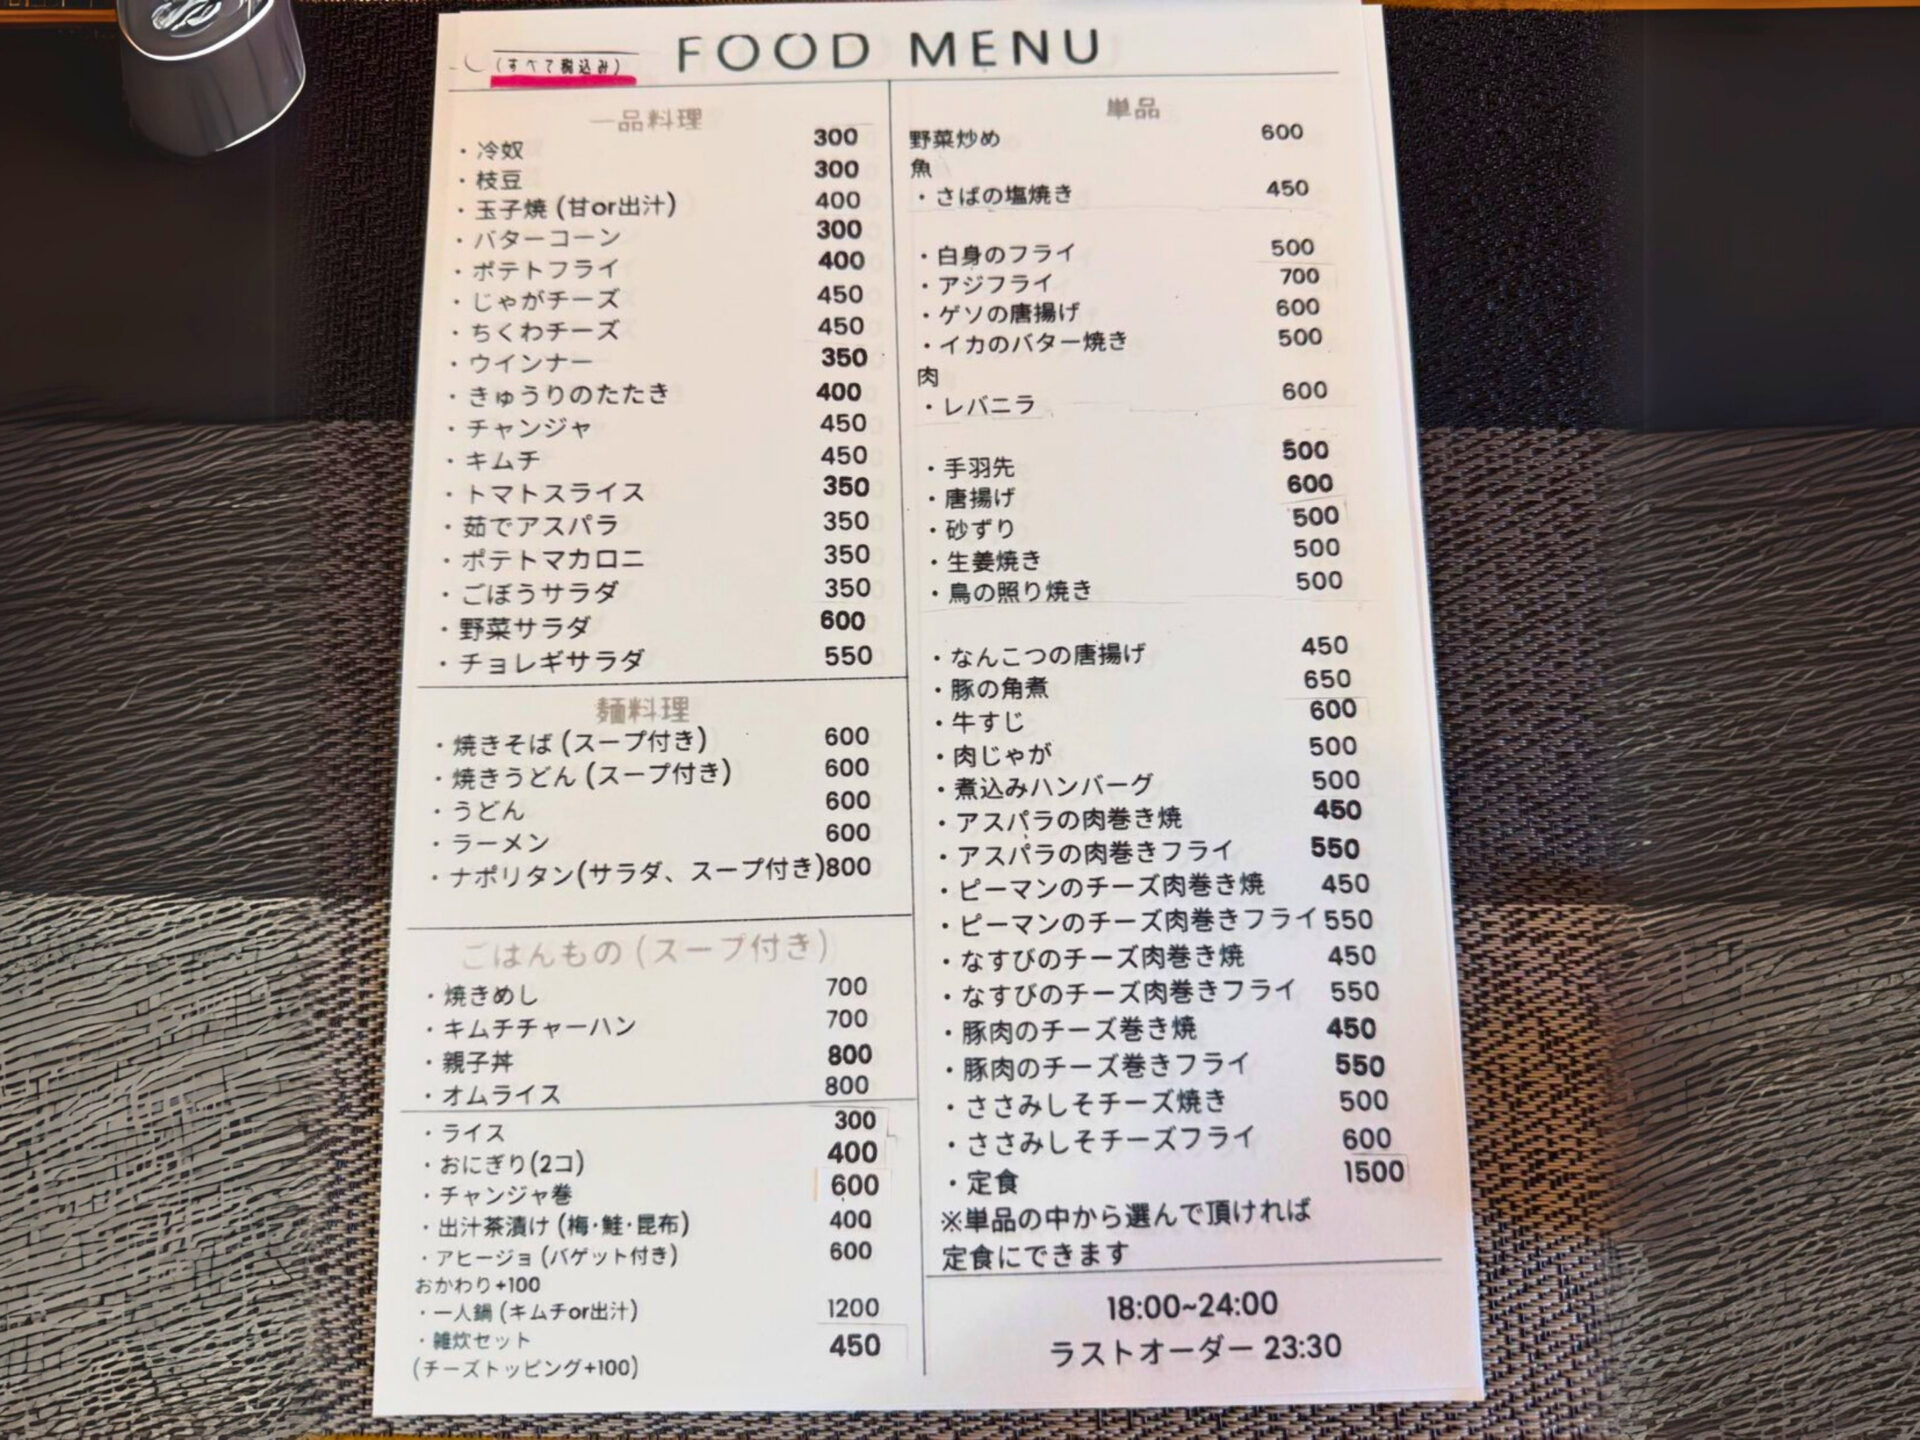 FOOD MENU
(すべて税込み)
一品料理
・冷奴 300
・枝豆 300
・玉子焼 (甘or出汁) 400
・バターコーン 300
・ポテトフライ 400
・じゃがチーズ 450
・ちくわチーズ 450
・ウインナー 350
・きゅうりのたたき 400
・チャンジャ 450
・キムチ 450
・トマトスライス 350
・茹でアスパラ 350
・ポテトマカロニ 350
・ごぼうサラダ 350
・野菜サラダ 600
・チョレギサラダ 550
麺料理
・焼きそば (スープ付き) 600
・焼きうどん (スープ付き) 600
・うどん 600
・ラーメン 600
・ナポリタン(サラダ、スープ付き)800
ごはんもの (スープ付き)
・焼きめし 700
・キムチチャーハン 700
・親子丼 800
・オムライス 800
・ライス 300
・おにぎり(2コ) 400
・チャンジャ巻 600
・出汁茶漬け (梅・鮭・昆布) 400
・アヒージョ (バゲット付き) 600
おかわり+100
・一人鍋 (キムチor出汁) 1200
・雑炊セット 450
(チーズトッピング+100)
単品
野菜炒め 600
魚
・さばの塩焼き 450
・白身のフライ 500
・アジフライ 700
・ゲソの唐揚げ 600
・イカのバター焼き 500
肉
・レバニラ 600
・手羽先 500
・唐揚げ 600
・砂ずり 500
・生姜焼き 500
・鳥の照り焼き 500
・なんこつの唐揚げ 450
・豚の角煮 650
・牛すじ 600
・肉じゃが 500
・煮込みハンバーグ 500
・アスパラの肉巻き焼 450
・アスパラの肉巻きフライ 550
・ピーマンのチーズ肉巻き焼 450
・ピーマンのチーズ肉巻きフライ 550
・なすびのチーズ肉巻き焼 450
・なすびのチーズ肉巻きフライ 550
・豚肉のチーズ巻き焼 450
・豚肉のチーズ巻きフライ 550
・ささみしそチーズ焼き 500
・ささみしそチーズフライ 600
・定食 1500
※単品の中から選んで頂ければ
定食にできます
18:00~24:00
ラストオーダー 23:30